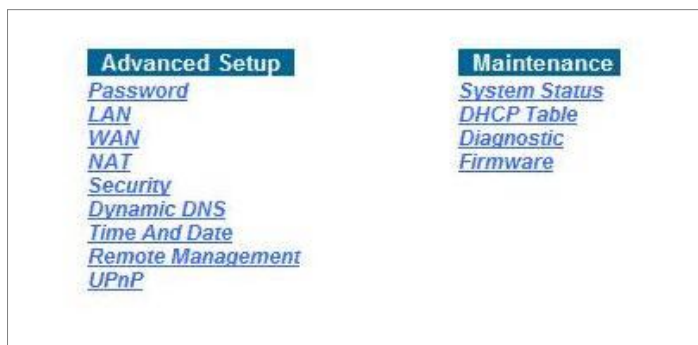 Advanced Setup
Password
LAN
WAN
NAT
Security
Dynamic DNS
Time And Date
Remote Management
UPnP
Maintenance
System Status
DHCP Table
Diagnostic
Firmware